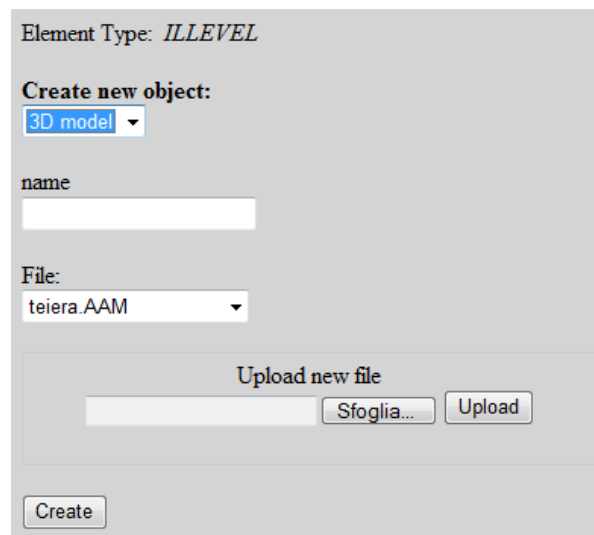 Element Type: ILLEVEL
Create new object:
3D model
name
File:
teiera.AAM
Upload new file
Sfoglia... Upload
Create